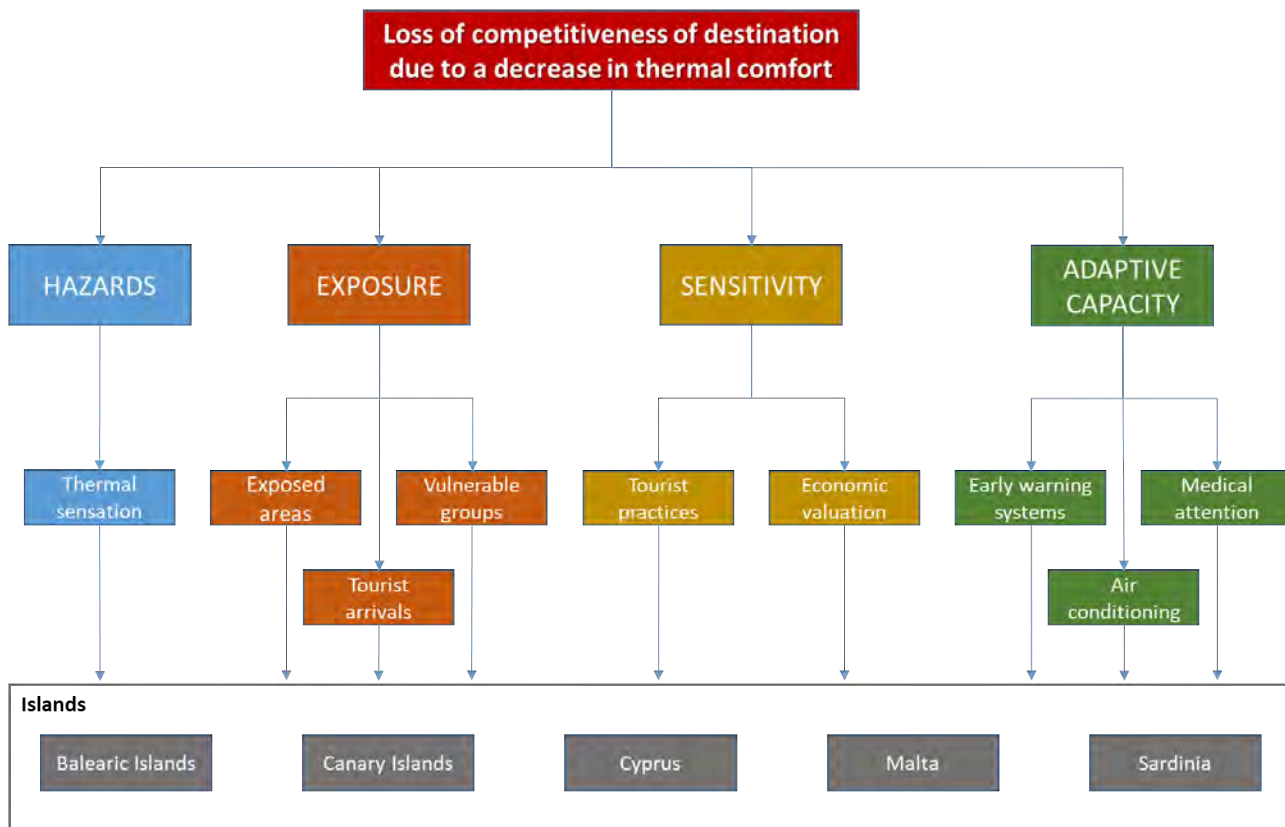 Loss of competitiveness of destination
due to a decrease in thermal comfort
HAZARDS
EXPOSURE
SENSITIVITY
ADAPTIVE
CAPACITY
Thermal
sensation
Exposed
areas
Vulnerable
groups
Tourist
practices
Economic
valuation
Early warning
systems
Medical
attention
Tourist
arrivals
Air
conditioning
Islands
Balearic Islands
Canary Islands
Cyprus
Malta
Sardinia